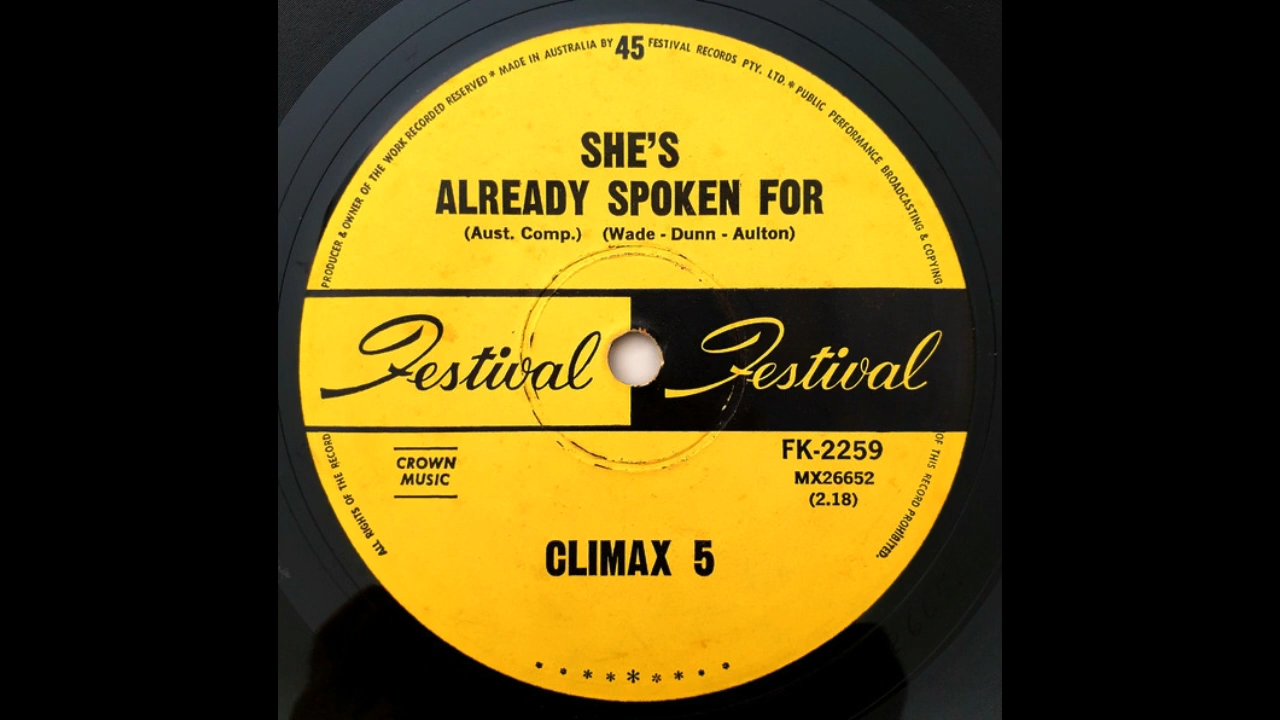 PRODUCER & OWNER OF THE WORK RECORDED RESERVED * MADE IN AUSTRALIA BY 45 FESTIVAL RECORDS PTY. LTD. * PUBLIC PERFORMANCE BROADCASTING & COPYING
SHE'S
ALREADY SPOKEN FOR
(Aust. Comp.) (Wade - Dunn - Aulton)
Festival Festival
ALL RIGHTS OF THE RECORD
OF THIS RECORD PROHIBITED.
CROWN
MUSIC
FK-2259
MX26652
(2.18)
CLIMAX 5